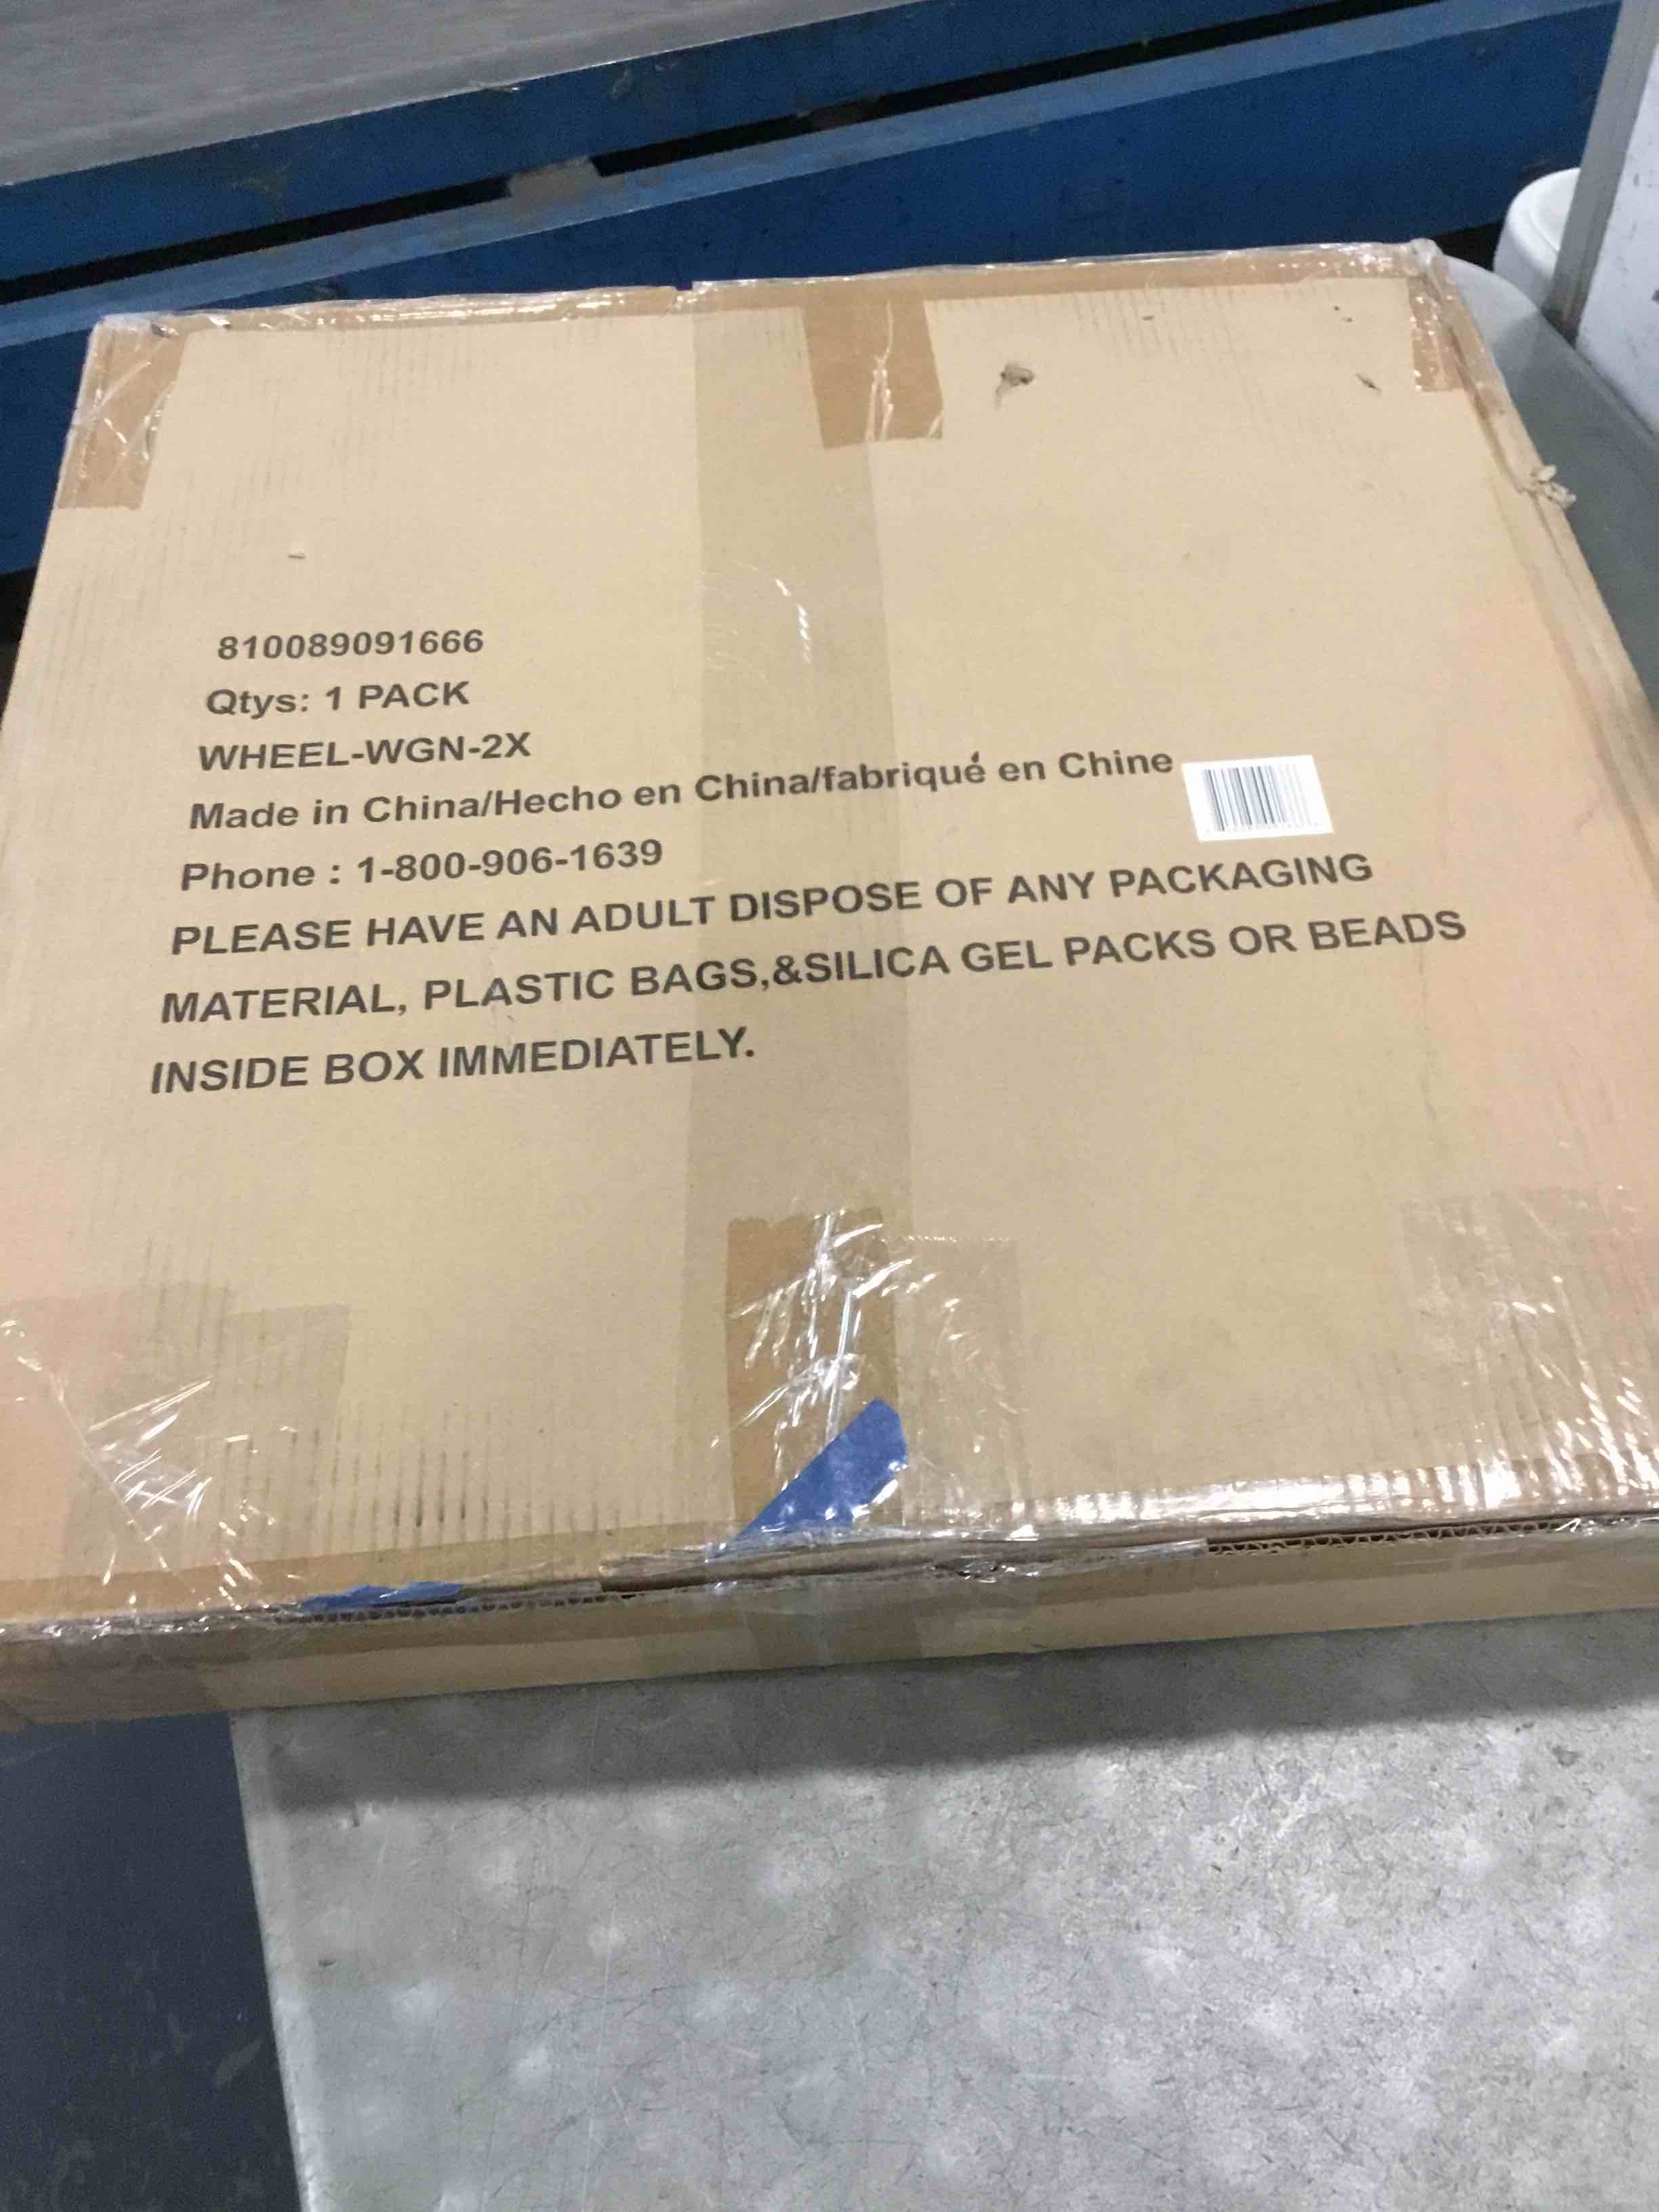 810089091666
Qtys: 1 PACK
WHEEL-WGN-2X
Made in China/Hecho en China/fabriqué en Chine
Phone : 1-800-906-1639
PLEASE HAVE AN ADULT DISPOSE OF ANY PACKAGING
MATERIAL, PLASTIC BAGS,&SILICA GEL PACKS OR BEADS
INSIDE BOX IMMEDIATELY.